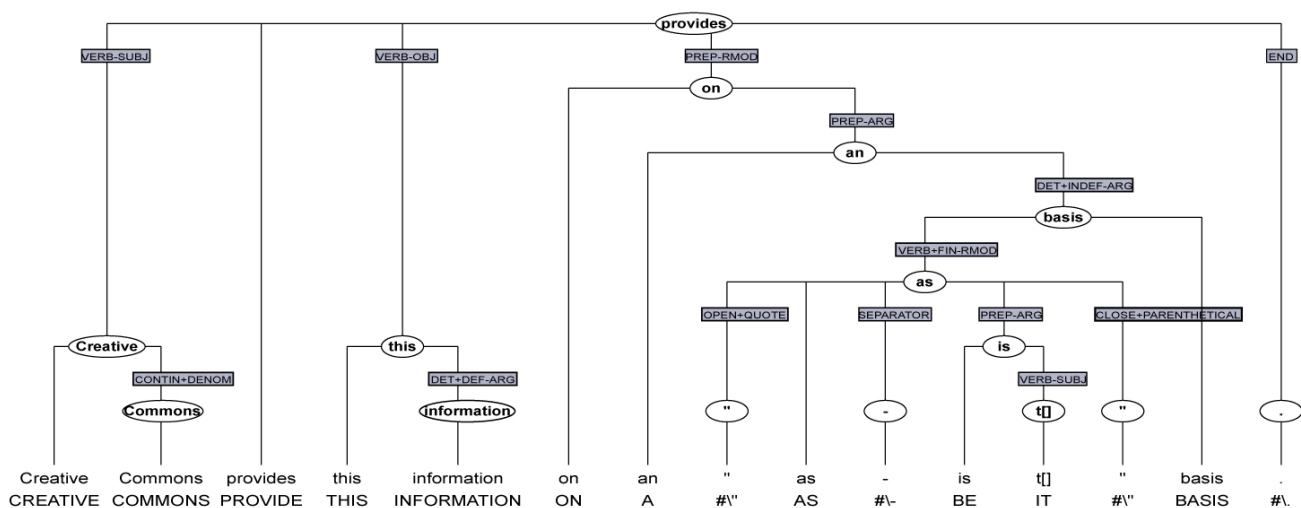 provides
VERB-SUBJ VERB-OBJ PREP-RMOD END
on
PREP-ARG
an
DET+INDEF-ARG
basis
VERB+FIN-RMOD
as
OPEN+QUOTE SEPARATOR PREP-ARG CLOSE+PARENTHETICAL
Creative this is
CONTIN+DENOM DET+DEF-ARG VERB-SUBJ
Commons information " - t[] " .
Creative Commons provides this information on an " as - is t[] " basis .
CREATIVE COMMONS PROVIDE THIS INFORMATION ON A #\" AS #\- BE IT #\" BASIS #\.